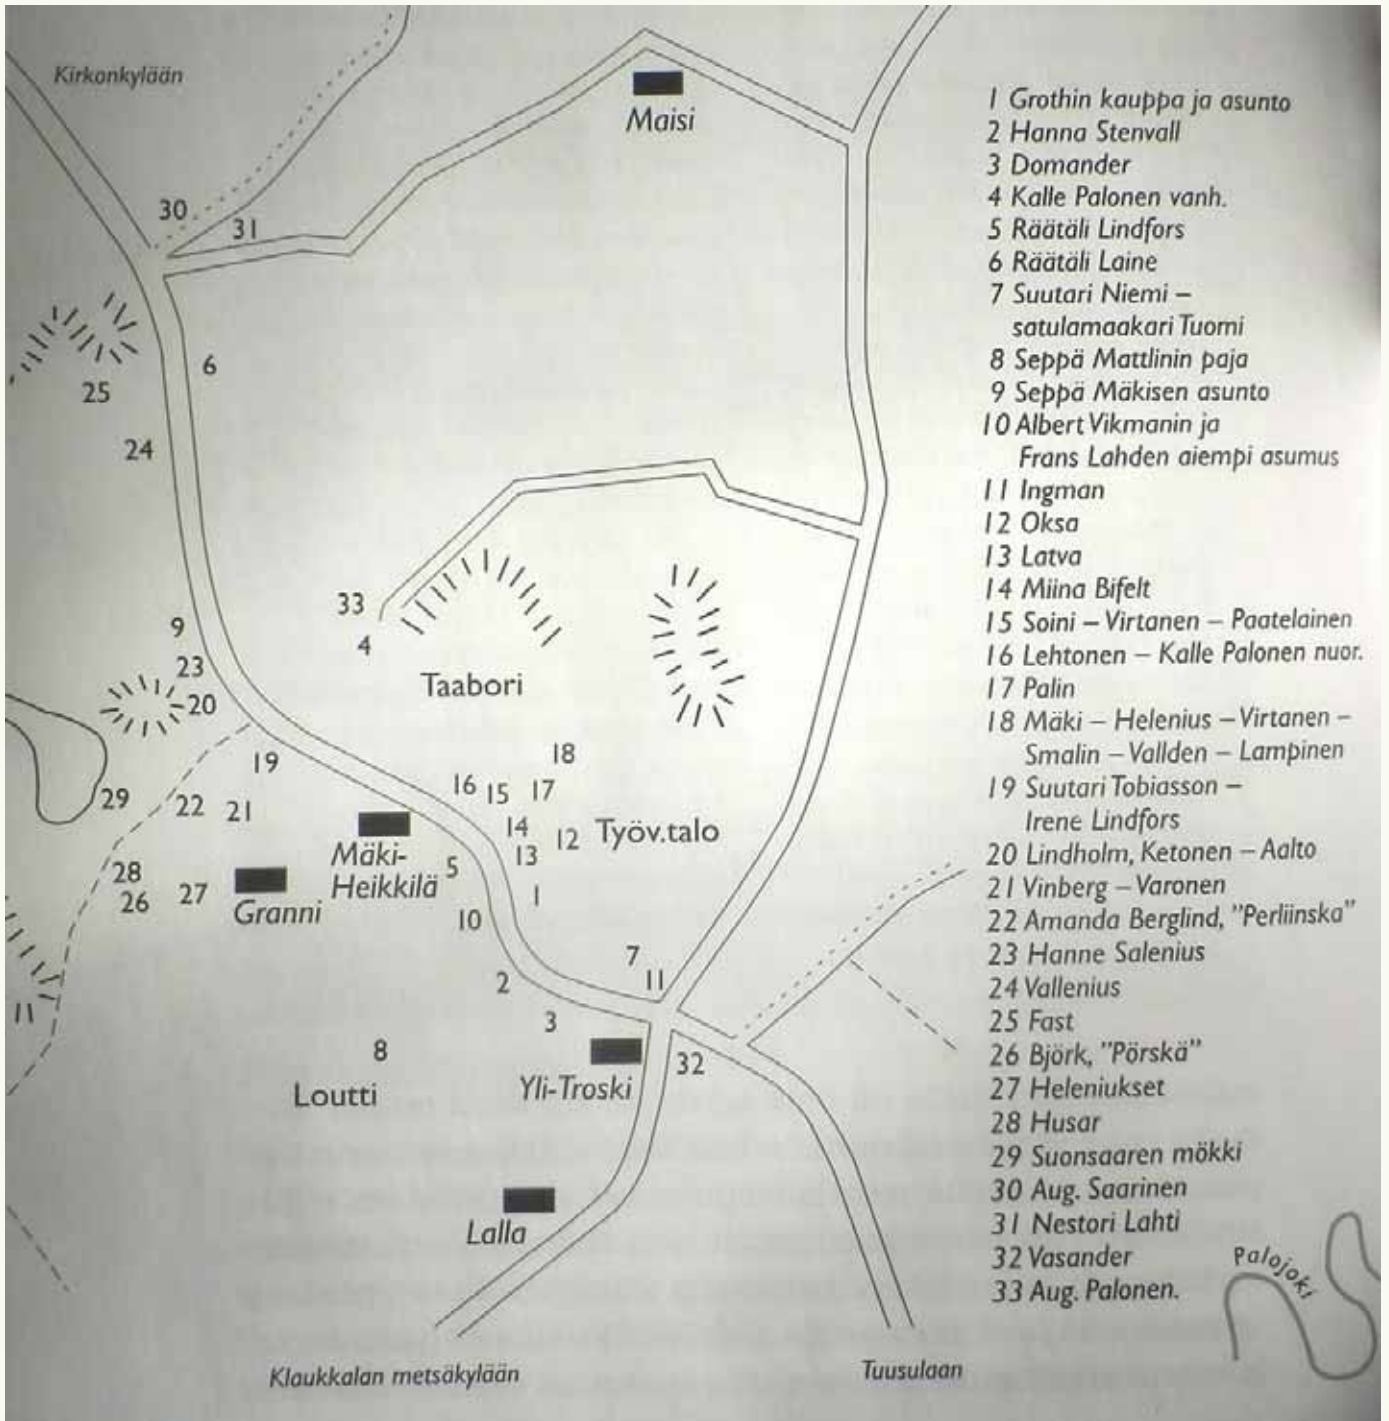 Kirkonkylään
Maisi
30
31
6
25
24
33
4
9
23
20
Taabori
19
18
16
15
17
29
22
21
14
12
Työv.talo
13
Mäki-
Heikkilä
5
28
26
27
Granni
1
10
7
11
2
3
8
Loutti
Yli-Troski
32
Lalla
Klaukkalan metsäkylään
Tuusulaan
1 Grothin kauppa ja asunto
2 Hanna Stenvall
3 Domander
4 Kalle Palonen vanh.
5 Räätäli Lindfors
6 Räätäli Laine
7 Suutari Niemi –
satulamaakari Tuomi
8 Seppä Mattlinin paja
9 Seppä Mäkisen asunto
10 Albert Vikmanin ja
Frans Lahden aiempi asumus
11 Ingman
12 Oksa
13 Latva
14 Miina Bifelt
15 Soini – Virtanen – Paatelainen
16 Lehtonen – Kalle Palonen nuor.
17 Palin
18 Mäki – Helenius – Virtanen –
Smalin – Vallden – Lampinen
19 Suutari Tobiasson –
Irene Lindfors
20 Lindholm, Ketonen – Aalto
21 Vinberg – Varonen
22 Amanda Berglind, ”Perliinska”
23 Hanne Salenius
24 Vallenius
25 Fast
26 Björk, ”Pörskä”
27 Heleniukset
28 Husar
29 Suonsaaren mökki
30 Aug. Saarinen
31 Nestori Lahti
32 Vasander
33 Aug. Palonen.
Palojoki